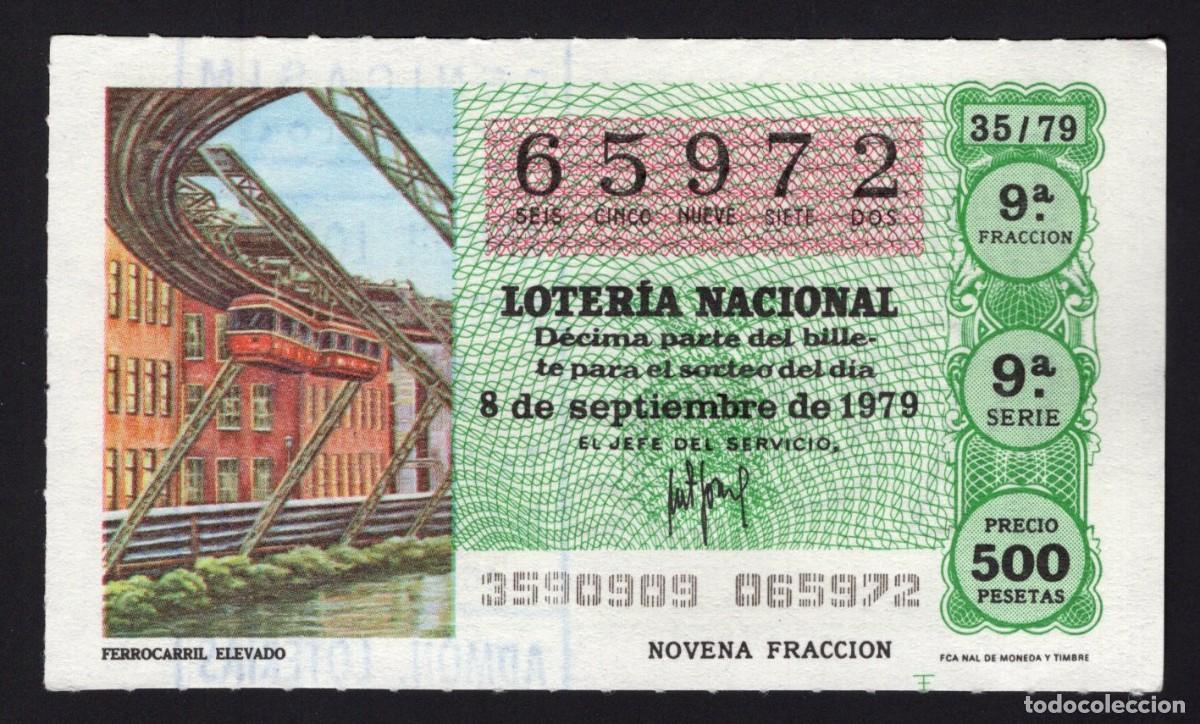 35/79
65972
SEIS CINCO NUEVE SIETE DOS
9ª.
FRACCION
LOTERÍA NACIONAL
Décima parte del bille-
te para el sorteo del día
8 de septiembre de 1979
EL JEFE DEL SERVICIO,
9ª.
SERIE
PRECIO
500
PESETAS
3590909 065972
FERROCARRIL ELEVADO
NOVENA FRACCION
FCA NAL DE MONEDA Y TIMBRE
todocoleccion